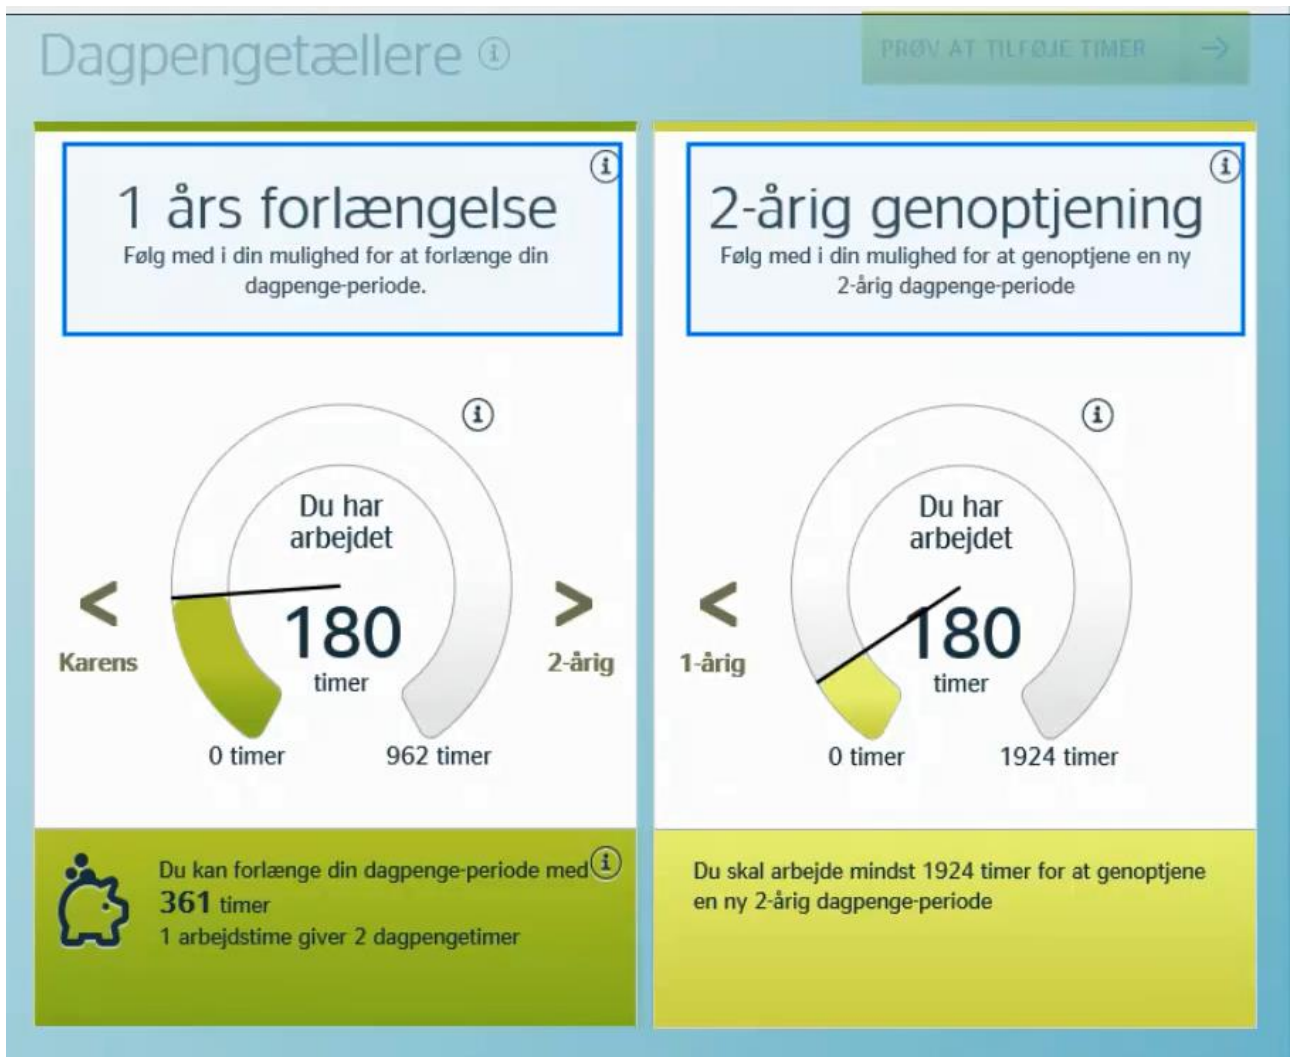 Dagpengetællere
PRØV AT TILFØJE TIMER
1 års forlængelse
Følg med i din mulighed for at forlænge din
dagpenge-periode.
Du har
arbejdet
180
timer
<
Karens
>
2-årig
0 timer
962 timer
Du kan forlænge din dagpenge-periode med
361 timer
1 arbejdstime giver 2 dagpengetimer
2-årig genoptjening
Følg med i din mulighed for at genoptjene en ny
2-årig dagpenge-periode
Du har
arbejdet
180
timer
<
1-årig
0 timer
1924 timer
Du skal arbejde mindst 1924 timer for at genoptjene
en ny 2-årig dagpenge-periode